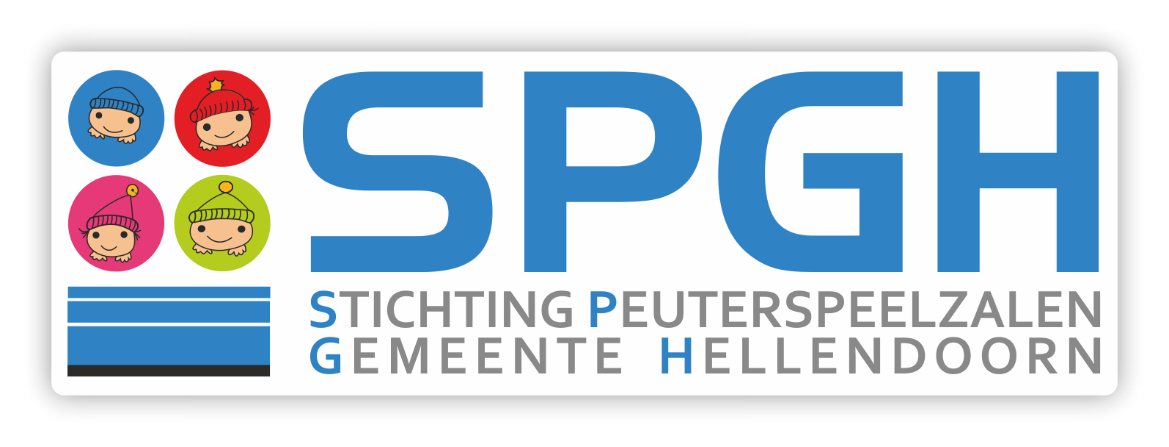 SPGH
STICHTING PEUTERSPEELZALEN
GEMEENTE HELLENDOORN